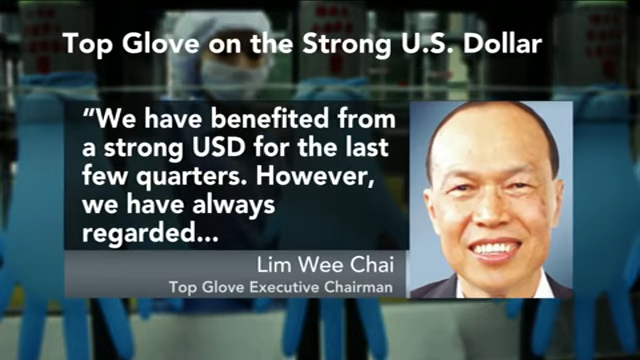 Top Glove on the Strong U.S. Dollar
“We have benefited from
a strong USD for the last
few quarters. However,
we have always
regarded...
Lim Wee Chai
Top Glove Executive Chairman